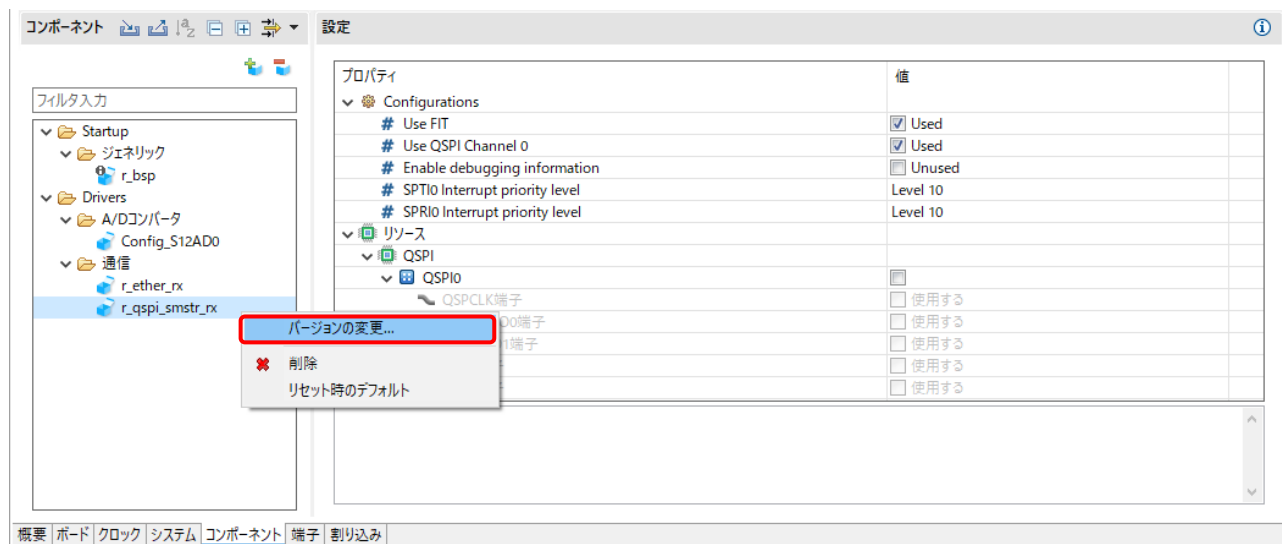 コンポーネント
設定
フィルタ入力
Startup
ジェネリック
r_bsp
Drivers
A/Dコンバータ
Config_S12AD0
通信
r_ether_rx
r_qspi_smstr_rx
バージョンの変更...
削除
リセット時のデフォルト
プロパティ 値
Configurations
# Use FIT Used
# Use QSPI Channel 0 Used
# Enable debugging information Unused
# SPTI0 Interrupt priority level Level 10
# SPRI0 Interrupt priority level Level 10
リソース
QSPI
QSPI0
QSPCLK端子 使用する
O0端子 使用する
1端子 使用する
使用する
使用する
概要 ボード クロック システム コンポーネント 端子 割り込み